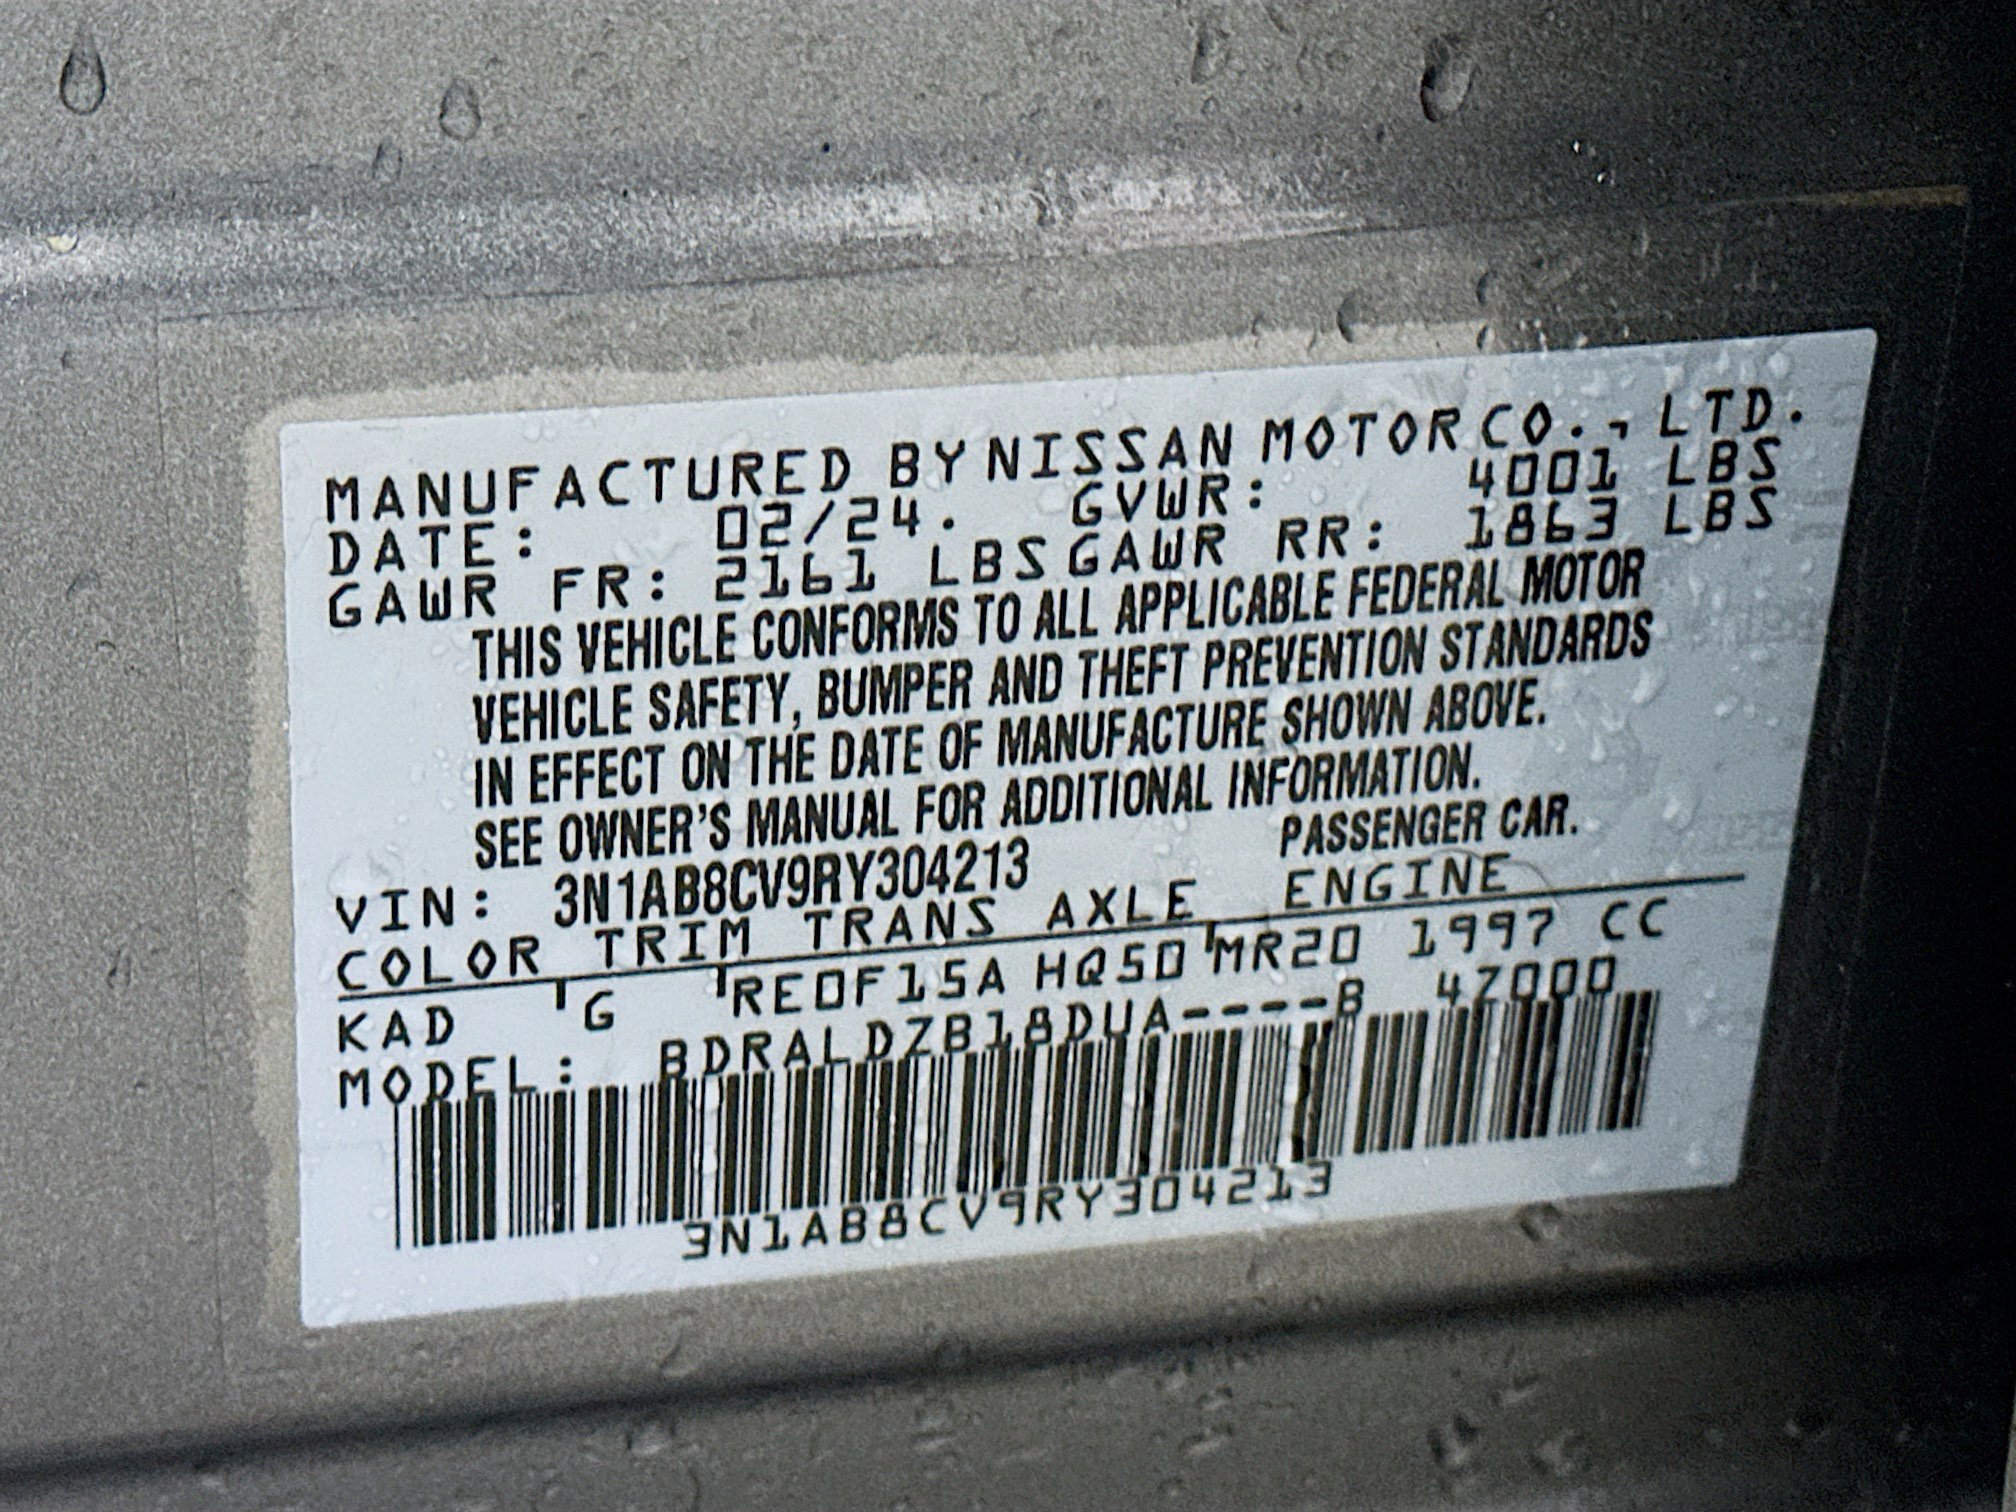 MANUFACTURED BY NISSAN MOTOR CO., LTD.
DATE: 02/24. GVWR: 4001 LBS
GAWR FR: 2161 LBS GAWR RR: 1863 LBS
THIS VEHICLE CONFORMS TO ALL APPLICABLE FEDERAL MOTOR
VEHICLE SAFETY, BUMPER AND THEFT PREVENTION STANDARDS
IN EFFECT ON THE DATE OF MANUFACTURE SHOWN ABOVE.
SEE OWNER'S MANUAL FOR ADDITIONAL INFORMATION.
VIN: 3N1AB8CV9RY304213 PASSENGER CAR.
COLOR TRIM TRANS AXLE ENGINE
KAD G RE0F15A HQ50 MR20 1997 CC
MODEL: BDRALDZB18DUA----B 4Z000
3N1AB8CV9RY304213